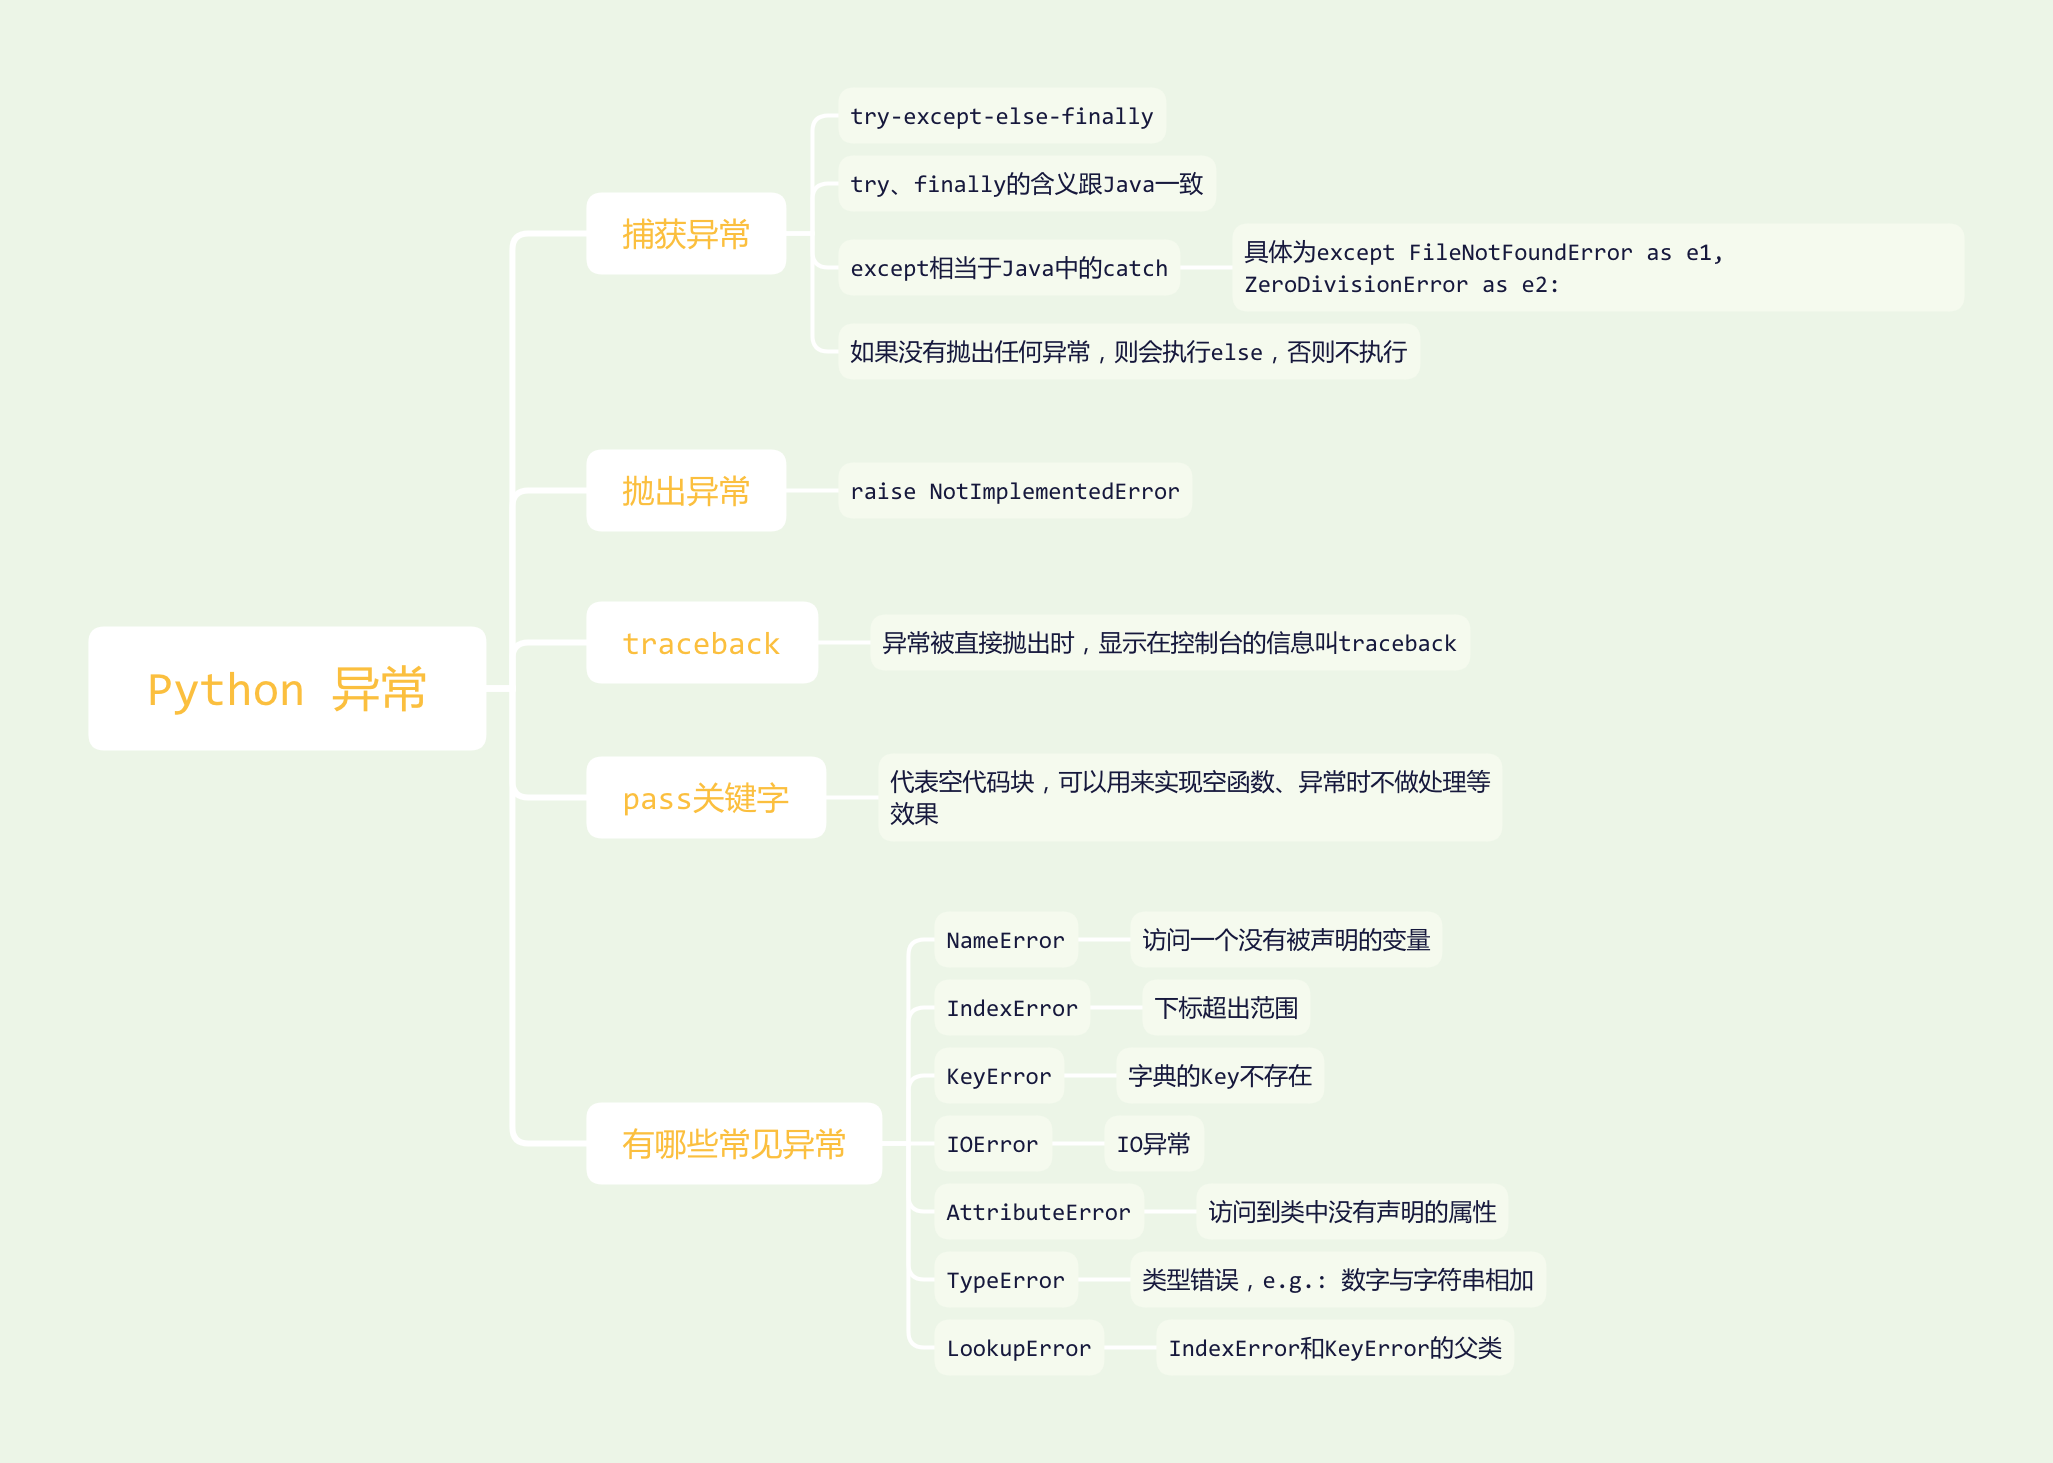 Python 异常
捕获异常
try-except-else-finally
try、finally的含义跟Java一致
except相当于Java中的catch
具体为except FileNotFoundError as e1,
ZeroDivisionError as e2:
如果没有抛出任何异常，则会执行else，否则不执行
抛出异常
raise NotImplementedError
traceback
异常被直接抛出时，显示在控制台的信息叫traceback
pass关键字
代表空代码块，可以用来实现空函数、异常时不做处理等
效果
有哪些常见异常
NameError
访问一个没有被声明的变量
IndexError
下标超出范围
KeyError
字典的Key不存在
IOError
IO异常
AttributeError
访问到类中没有声明的属性
TypeError
类型错误，e.g.: 数字与字符串相加
LookupError
IndexError和KeyError的父类